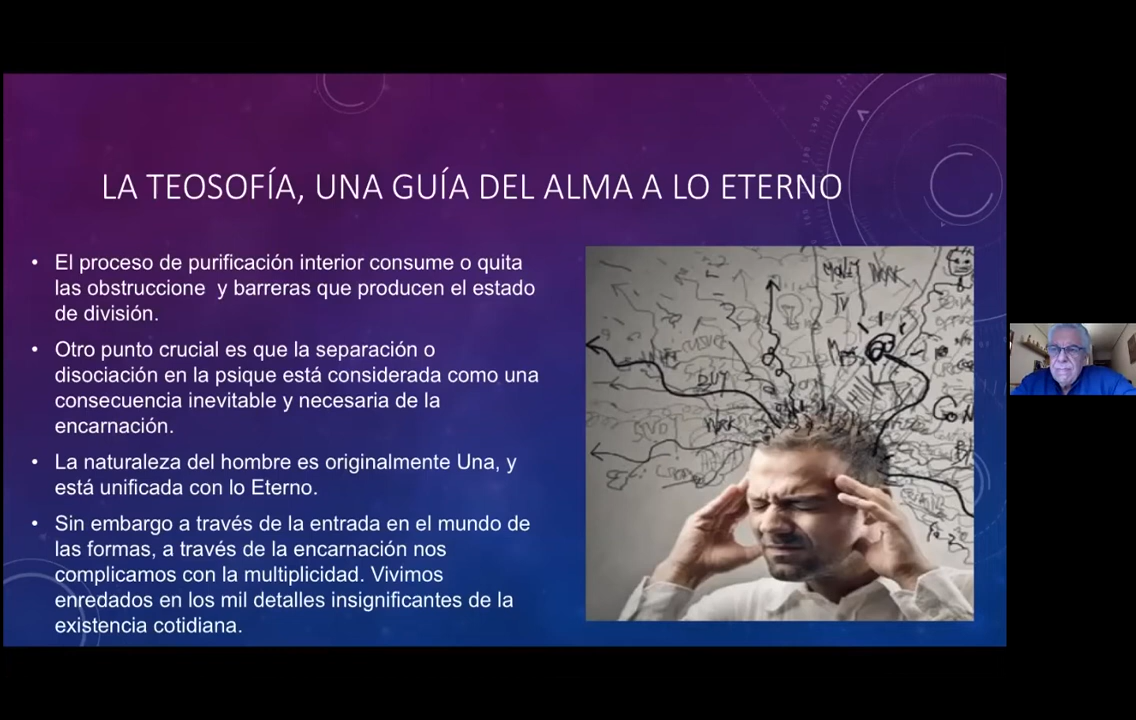 LA TEOSOFÍA, UNA GUÍA DEL ALMA A LO ETERNO
• El proceso de purificación interior consume o quita
las obstruccione y barreras que producen el estado
de división.
• Otro punto crucial es que la separación o
disociación en la psique está considerada como una
consecuencia inevitable y necesaria de la
encarnación.
• La naturaleza del hombre es originalmente Una, y
está unificada con lo Eterno.
• Sin embargo a través de la entrada en el mundo de
las formas, a través de la encarnación nos
complicamos con la multiplicidad. Vivimos
enredados en los mil detalles insignificantes de la
existencia cotidiana.
MONEY WORK
TV
WORK